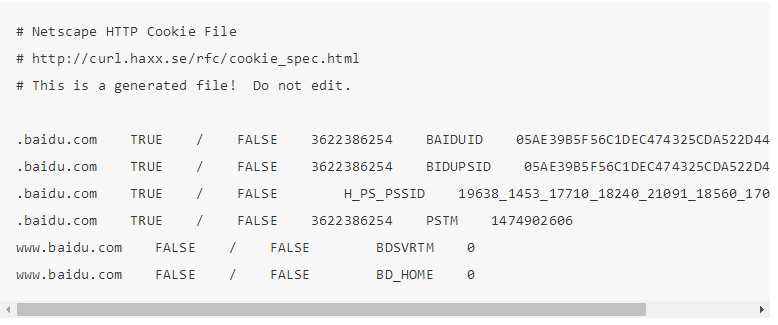 # Netscape HTTP Cookie File
# http://curl.haxx.se/rfc/cookie_spec.html
# This is a generated file!  Do not edit.
.baidu.com    TRUE    /    FALSE    3622386254    BAIDUID    05AE39B5F56C1DEC474325CDA522D44
.baidu.com    TRUE    /    FALSE    3622386254    BIDUPSID    05AE39B5F56C1DEC474325CDA522D4
.baidu.com    TRUE    /    FALSE        H_PS_PSSID    19638_1453_17710_18240_21091_18560_170
.baidu.com    TRUE    /    FALSE    3622386254    PSTM    1474902606
www.baidu.com    FALSE    /    FALSE        BDSVRTM    0
www.baidu.com    FALSE    /    FALSE        BD_HOME    0